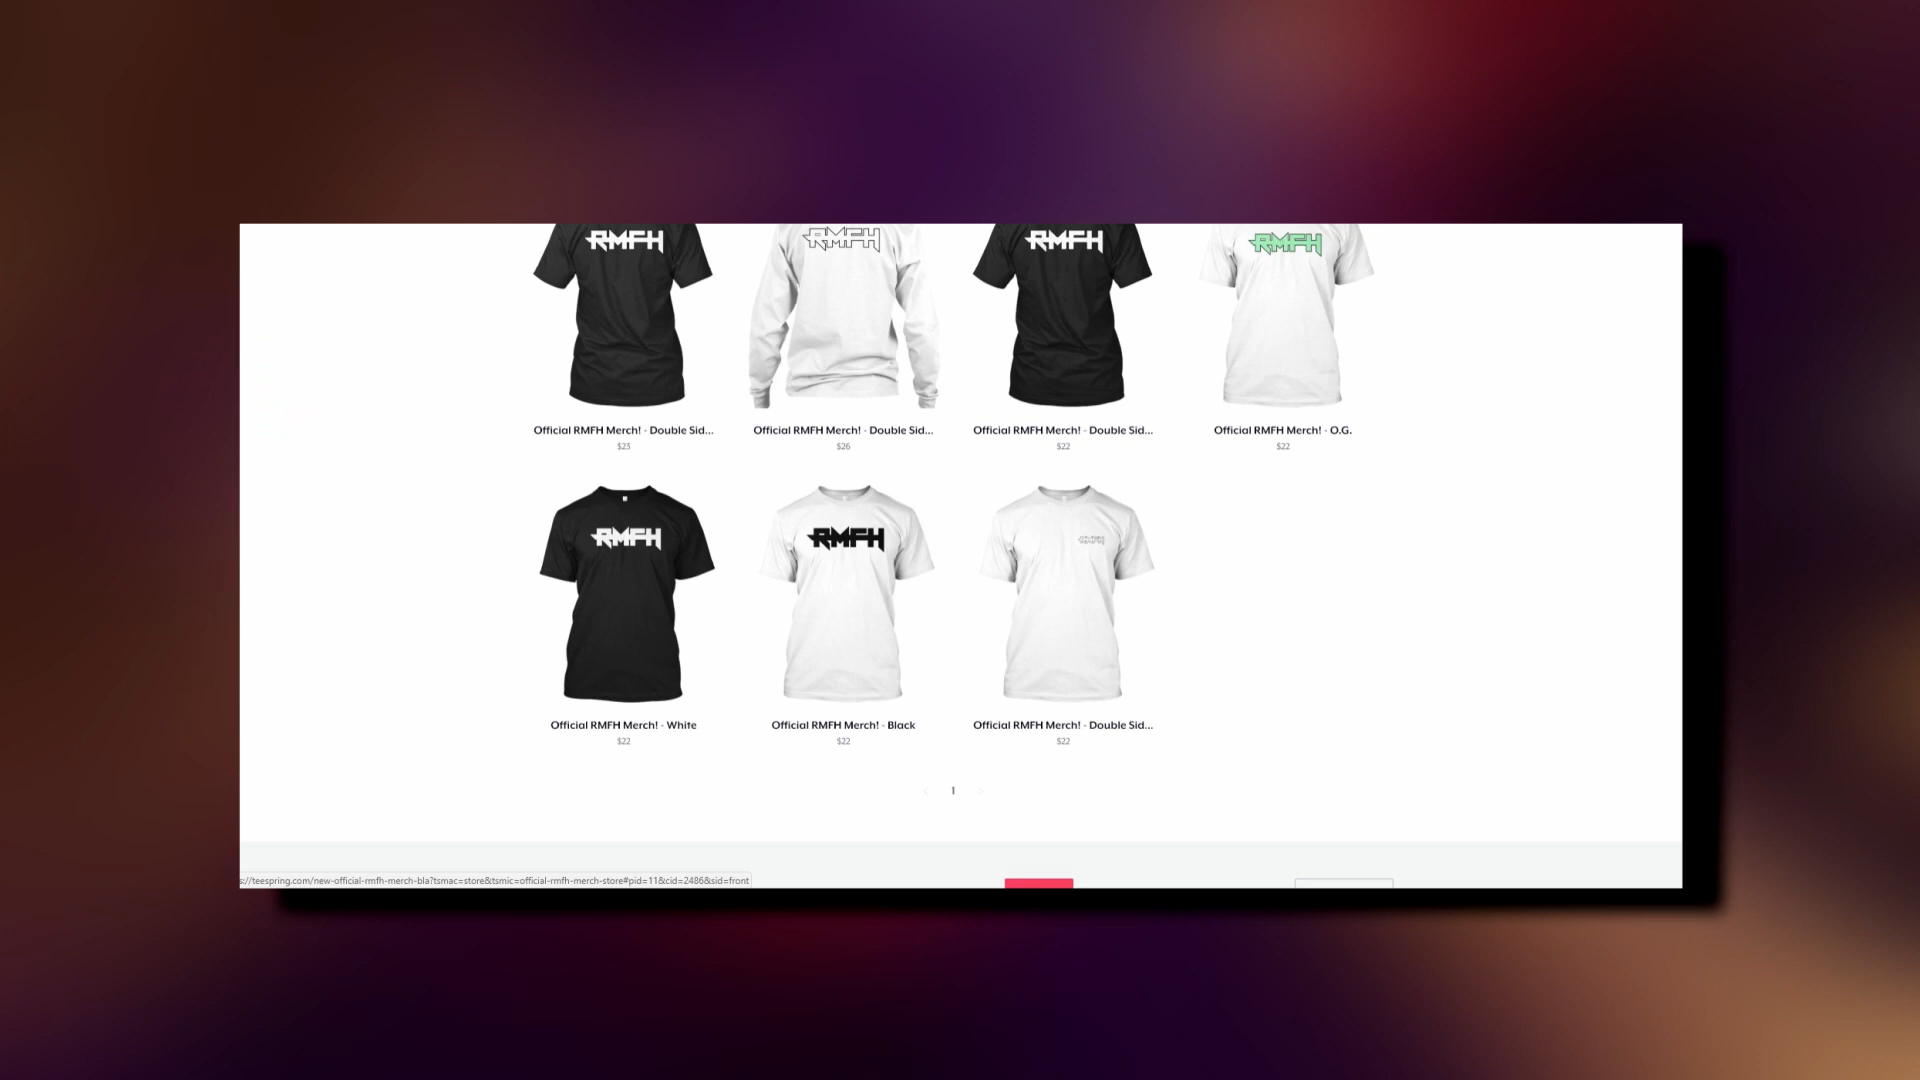 RMFH RMFH RMFH RMFH
Official RMFH Merch! - Double Sid... Official RMFH Merch! - Double Sid... Official RMFH Merch! - Double Sid... Official RMFH Merch! - O.G.
$23 $26 $22 $22
RMFH RMFH
Official RMFH Merch! - White Official RMFH Merch! - Black Official RMFH Merch! - Double Sid...
$22 $22 $22
< 1 >
s://teespring.com/new-official-rmfh-merch-bla?tsmac=store&tsmic=official-rmfh-merch-store#pid=11&cid=2486&sid=front